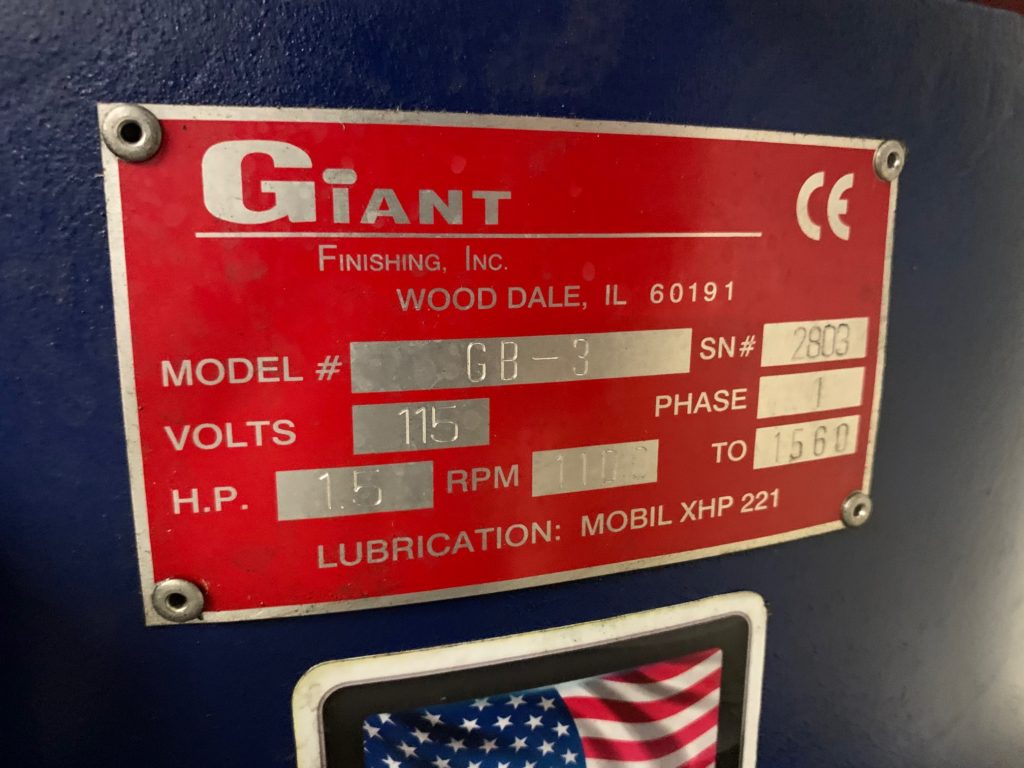 GIANT
CE
FINISHING, INC.
WOOD DALE, IL 60191
MODEL # GB-3 SN# 2803
VOLTS 115 PHASE 1
H.P. 1.5 RPM 1100 TO 1560
LUBRICATION: MOBIL XHP 221